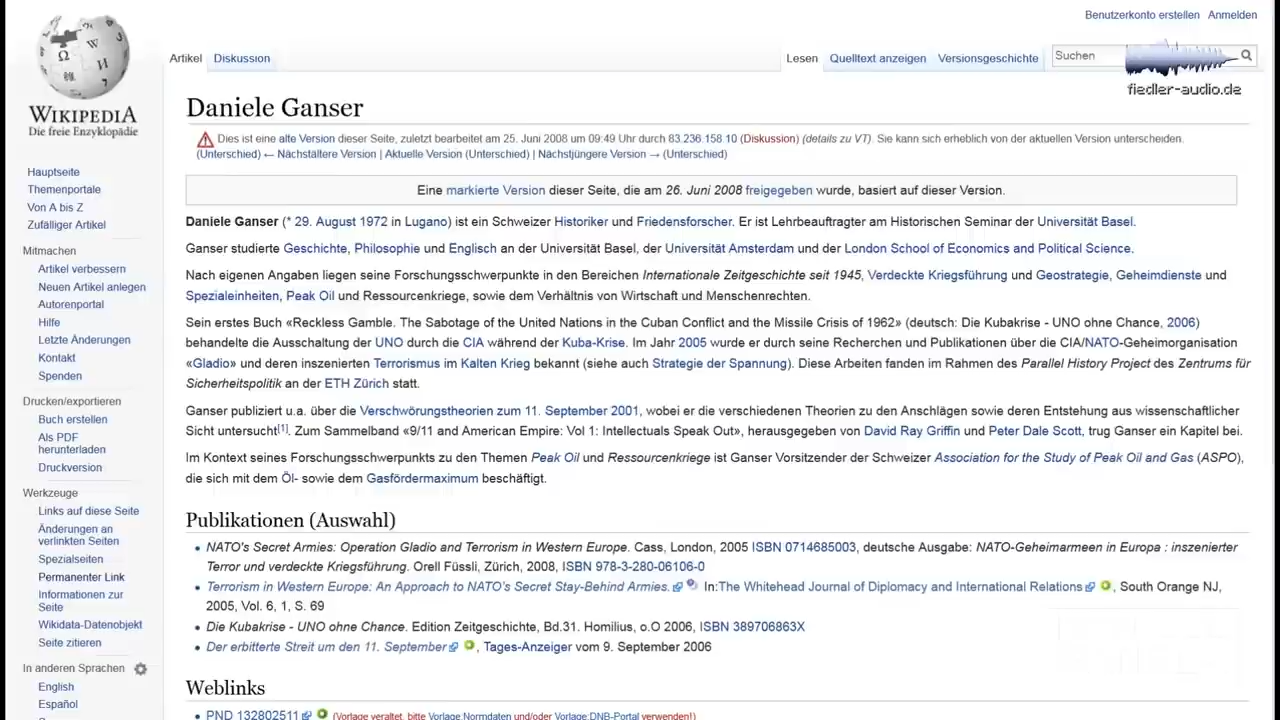 Benutzerkonto erstellen Anmelden
Artikel Diskussion Lesen Quelltext anzeigen Versionsgeschichte Suchen
fiedler-audio.de
WIKIPEDIA
Die freie Enzyklopädie
Hauptseite
Themenportale
Von A bis Z
Zufälliger Artikel
Mitmachen
Artikel verbessern
Neuen Artikel anlegen
Autorenportal
Hilfe
Letzte Änderungen
Kontakt
Spenden
Drucken/exportieren
Buch erstellen
Als PDF
herunterladen
Druckversion
Werkzeuge
Links auf diese Seite
Änderungen an
verlinkten Seiten
Spezialseiten
Permanenter Link
Informationen zur
Seite
Wikidata-Datenobjekt
Seite zitieren
In anderen Sprachen
English
Español
Daniele Ganser
Dies ist eine alte Version dieser Seite, zuletzt bearbeitet am 25. Juni 2008 um 09:49 Uhr durch 83.236.158.10 (Diskussion) (details zu VT). Sie kann sich erheblich von der aktuellen Version unterscheiden.
(Unterschied) ← Nächstältere Version | Aktuelle Version (Unterschied) | Nächstjüngere Version → (Unterschied)
Eine markierte Version dieser Seite, die am 26. Juni 2008 freigegeben wurde, basiert auf dieser Version.
Daniele Ganser (* 29. August 1972 in Lugano) ist ein Schweizer Historiker und Friedensforscher. Er ist Lehrbeauftrager am Historischen Seminar der Universität Basel.
Ganser studierte Geschichte, Philosophie und Englisch an der Universität Basel, der Universität Amsterdam und der London School of Economics and Political Science.
Nach eigenen Angaben liegen seine Forschungsschwerpunkte in den Bereichen Internationale Zeitgeschichte seit 1945, Verdeckte Kriegsführung und Geostrategie, Geheimdienste und
Spezialeinheiten, Peak Oil und Ressourcenkriege, sowie dem Verhältnis von Wirtschaft und Menschenrechten.
Sein erstes Buch «Reckless Gamble. The Sabotage of the United Nations in the Cuban Conflict and the Missile Crisis of 1962» (deutsch: Die Kubakrise - UNO ohne Chance, 2006)
behandelte die Ausschaltung der UNO durch die CIA während der Kuba-Krise. Im Jahr 2005 wurde er durch seine Recherchen und Publikationen über die CIA/NATO-Geheimorganisation
«Gladio» und deren inszenierten Terrorismus im Kalten Krieg bekannt (siehe auch Strategie der Spannung). Diese Arbeiten fanden im Rahmen des Parallel History Project des Zentrums für
Sicherheitspolitik an der ETH Zürich statt.
Ganser publiziert u.a. über die Verschwörungstheorien zum 11. September 2001, wobei er die verschiedenen Theorien zu den Anschlägen sowie deren Entstehung aus wissenschaftlicher
Sicht untersucht[1]. Zum Sammelband «9/11 and American Empire: Vol 1: Intellectuals Speak Out», herausgegeben von David Ray Griffin und Peter Dale Scott, trug Ganser ein Kapitel bei.
Im Kontext seines Forschungsschwerpunkts zu den Themen Peak Oil und Ressourcenkriege ist Ganser Vorsitzender der Schweizer Association for the Study of Peak Oil and Gas (ASPO),
die sich mit dem Öl- sowie dem Gasfördermaximum beschäftigt.
Publikationen (Auswahl)
NATO's Secret Armies: Operation Gladio and Terrorism in Western Europe. Cass, London, 2005 ISBN 0714685003, deutsche Ausgabe: NATO-Geheimarmeen in Europa : inszenierter
Terror und verdeckte Kriegsführung. Orell Füssli, Zürich, 2008, ISBN 978-3-280-06106-0
Terrorism in Western Europe: An Approach to NATO's Secret Stay-Behind Armies. In:The Whitehead Journal of Diplomacy and International Relations , South Orange NJ,
2005, Vol. 6, 1, S. 69
Die Kubakrise - UNO ohne Chance. Edition Zeitgeschichte, Bd.31. Homilius, o.O 2006, ISBN 389706863X
Der erbitterte Streit um den 11. September , Tages-Anzeiger vom 9. September 2006
Weblinks
PND 132802511 (Vorlage veraltet, bitte Vorlage:Normdaten und/oder Vorlage:DNB-Portal verwenden!)